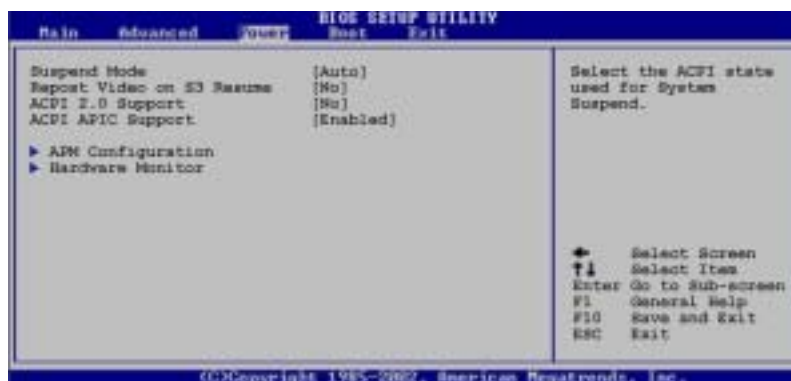 BIOS SETUP UTILITY
Main Advanced Power Boot Exit
Suspend Mode [Auto]
Repost Video on S3 Resume [No]
ACPI 2.0 Support [No]
ACPI APIC Support [Enabled]
APM Configuration
Hardware Monitor
Select the ACPI state
used for System
Suspend.
Select Screen
↑↓ Select Item
Enter Go to Sub-screen
F1 General Help
F10 Save and Exit
ESC Exit
(C)Copyright 1985-2002, American Megatrends, Inc.